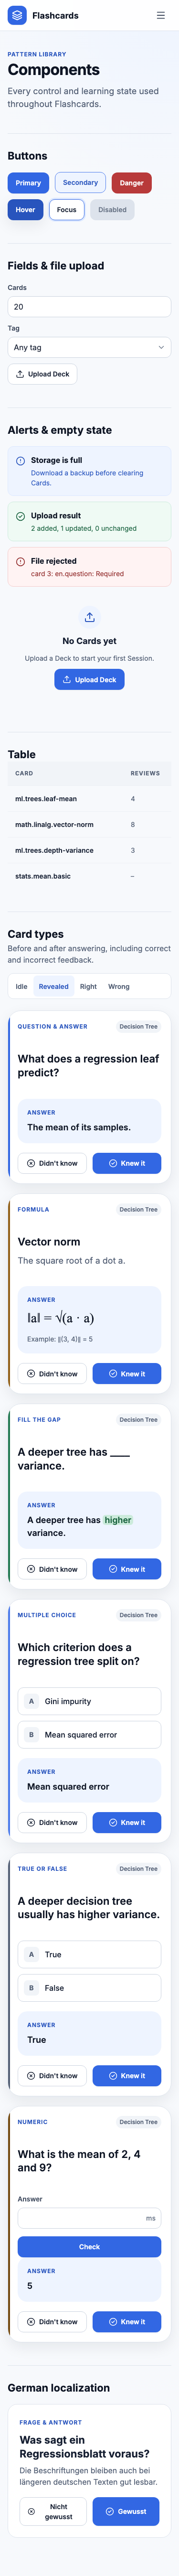 Flashcards
PATTERN LIBRARY
Components
Every control and learning state used
throughout Flashcards.
Buttons
Primary
Secondary
Danger
Hover
Focus
Disabled
Fields & file upload
Cards
20
Tag
Any tag
Upload Deck
Alerts & empty state
Storage is full
Download a backup before clearing
Cards.
Upload result
2 added, 1 updated, 0 unchanged
File rejected
card 3: en.question: Required
No Cards yet
Upload a Deck to start your first Session.
Upload Deck
Table
CARD REVIEWS
ml.trees.leaf-mean 4
math.linalg.vector-norm 8
ml.trees.depth-variance 3
stats.mean.basic –
Card types
Before and after answering, including correct
and incorrect feedback.
Idle Revealed Right Wrong
QUESTION & ANSWER Decision Tree
What does a regression leaf
predict?
ANSWER
The mean of its samples.
Didn't know Knew it
FORMULA Decision Tree
Vector norm
The square root of a dot a.
ANSWER
‖a‖ = √(a · a)
Example: ‖(3, 4)‖ = 5
Didn't know Knew it
FILL THE GAP Decision Tree
A deeper tree has ____
variance.
ANSWER
A deeper tree has higher
variance.
Didn't know Knew it
MULTIPLE CHOICE Decision Tree
Which criterion does a
regression tree split on?
A Gini impurity
B Mean squared error
ANSWER
Mean squared error
Didn't know Knew it
TRUE OR FALSE Decision Tree
A deeper decision tree
usually has higher variance.
A True
B False
ANSWER
True
Didn't know Knew it
NUMERIC Decision Tree
What is the mean of 2, 4
and 9?
Answer
ms
Check
ANSWER
5
Didn't know Knew it
German localization
FRAGE & ANTWORT
Was sagt ein
Regressionsblatt voraus?
Die Beschriftungen bleiben auch bei
längeren deutschen Texten gut lesbar.
Nicht
gewusst
Gewusst